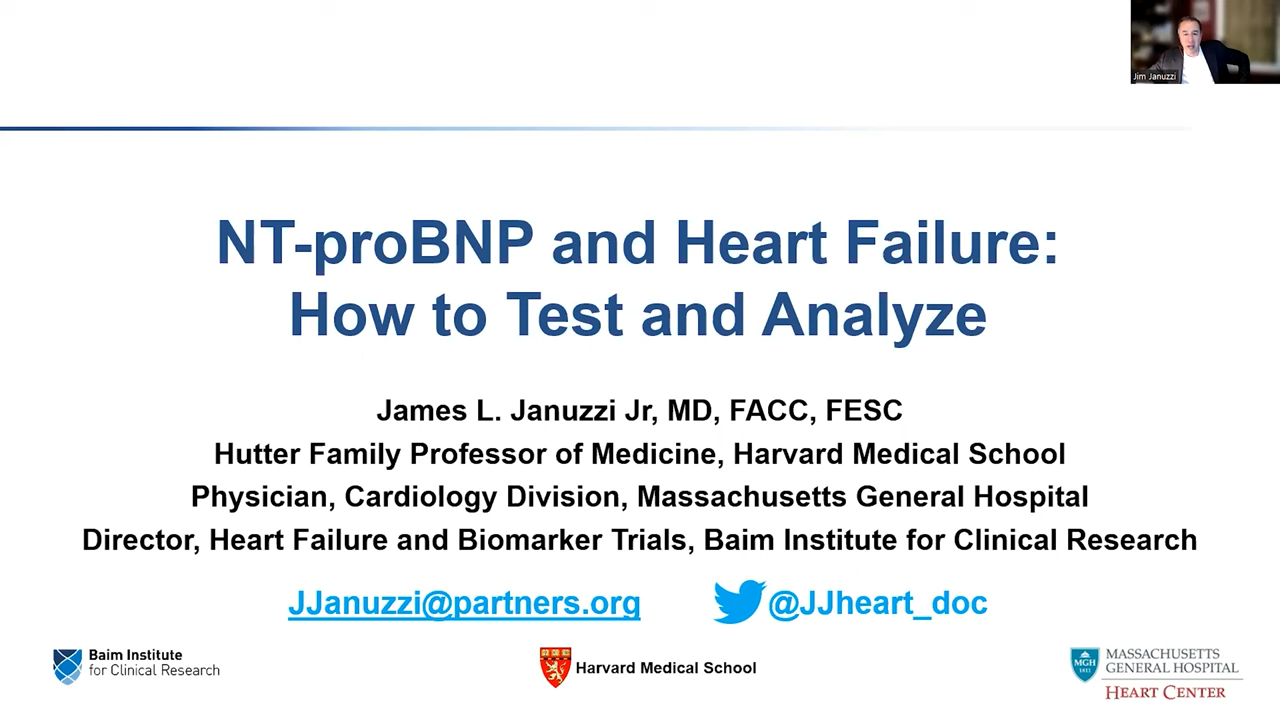 Jim Januzzi
NT-proBNP and Heart Failure:
How to Test and Analyze
James L. Januzzi Jr, MD, FACC, FESC
Hutter Family Professor of Medicine, Harvard Medical School
Physician, Cardiology Division, Massachusetts General Hospital
Director, Heart Failure and Biomarker Trials, Baim Institute for Clinical Research
JJanuzzi@partners.org @JJheart_doc
Baim Institute
for Clinical Research
Harvard Medical School
MGH
1811
MASSACHUSETTS
GENERAL HOSPITAL
HEART CENTER